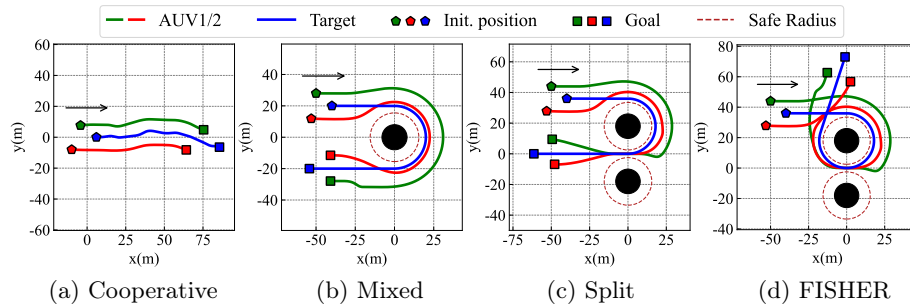 AUV1/2 Target Init. position Goal Safe Radius
y(m)
60
40
20
0
-20
-40
-60
0 25 50 75
x(m)
(a) Cooperative
y(m)
40
20
0
-20
-40
-50 -25 0 25
x(m)
(b) Mixed
y(m)
60
40
20
0
-20
-40
-75 -50 -25 0 25
x(m)
(c) Split
y(m)
80
60
40
20
0
-20
-40
-50 -25 0 25
x(m)
(d) FISHER